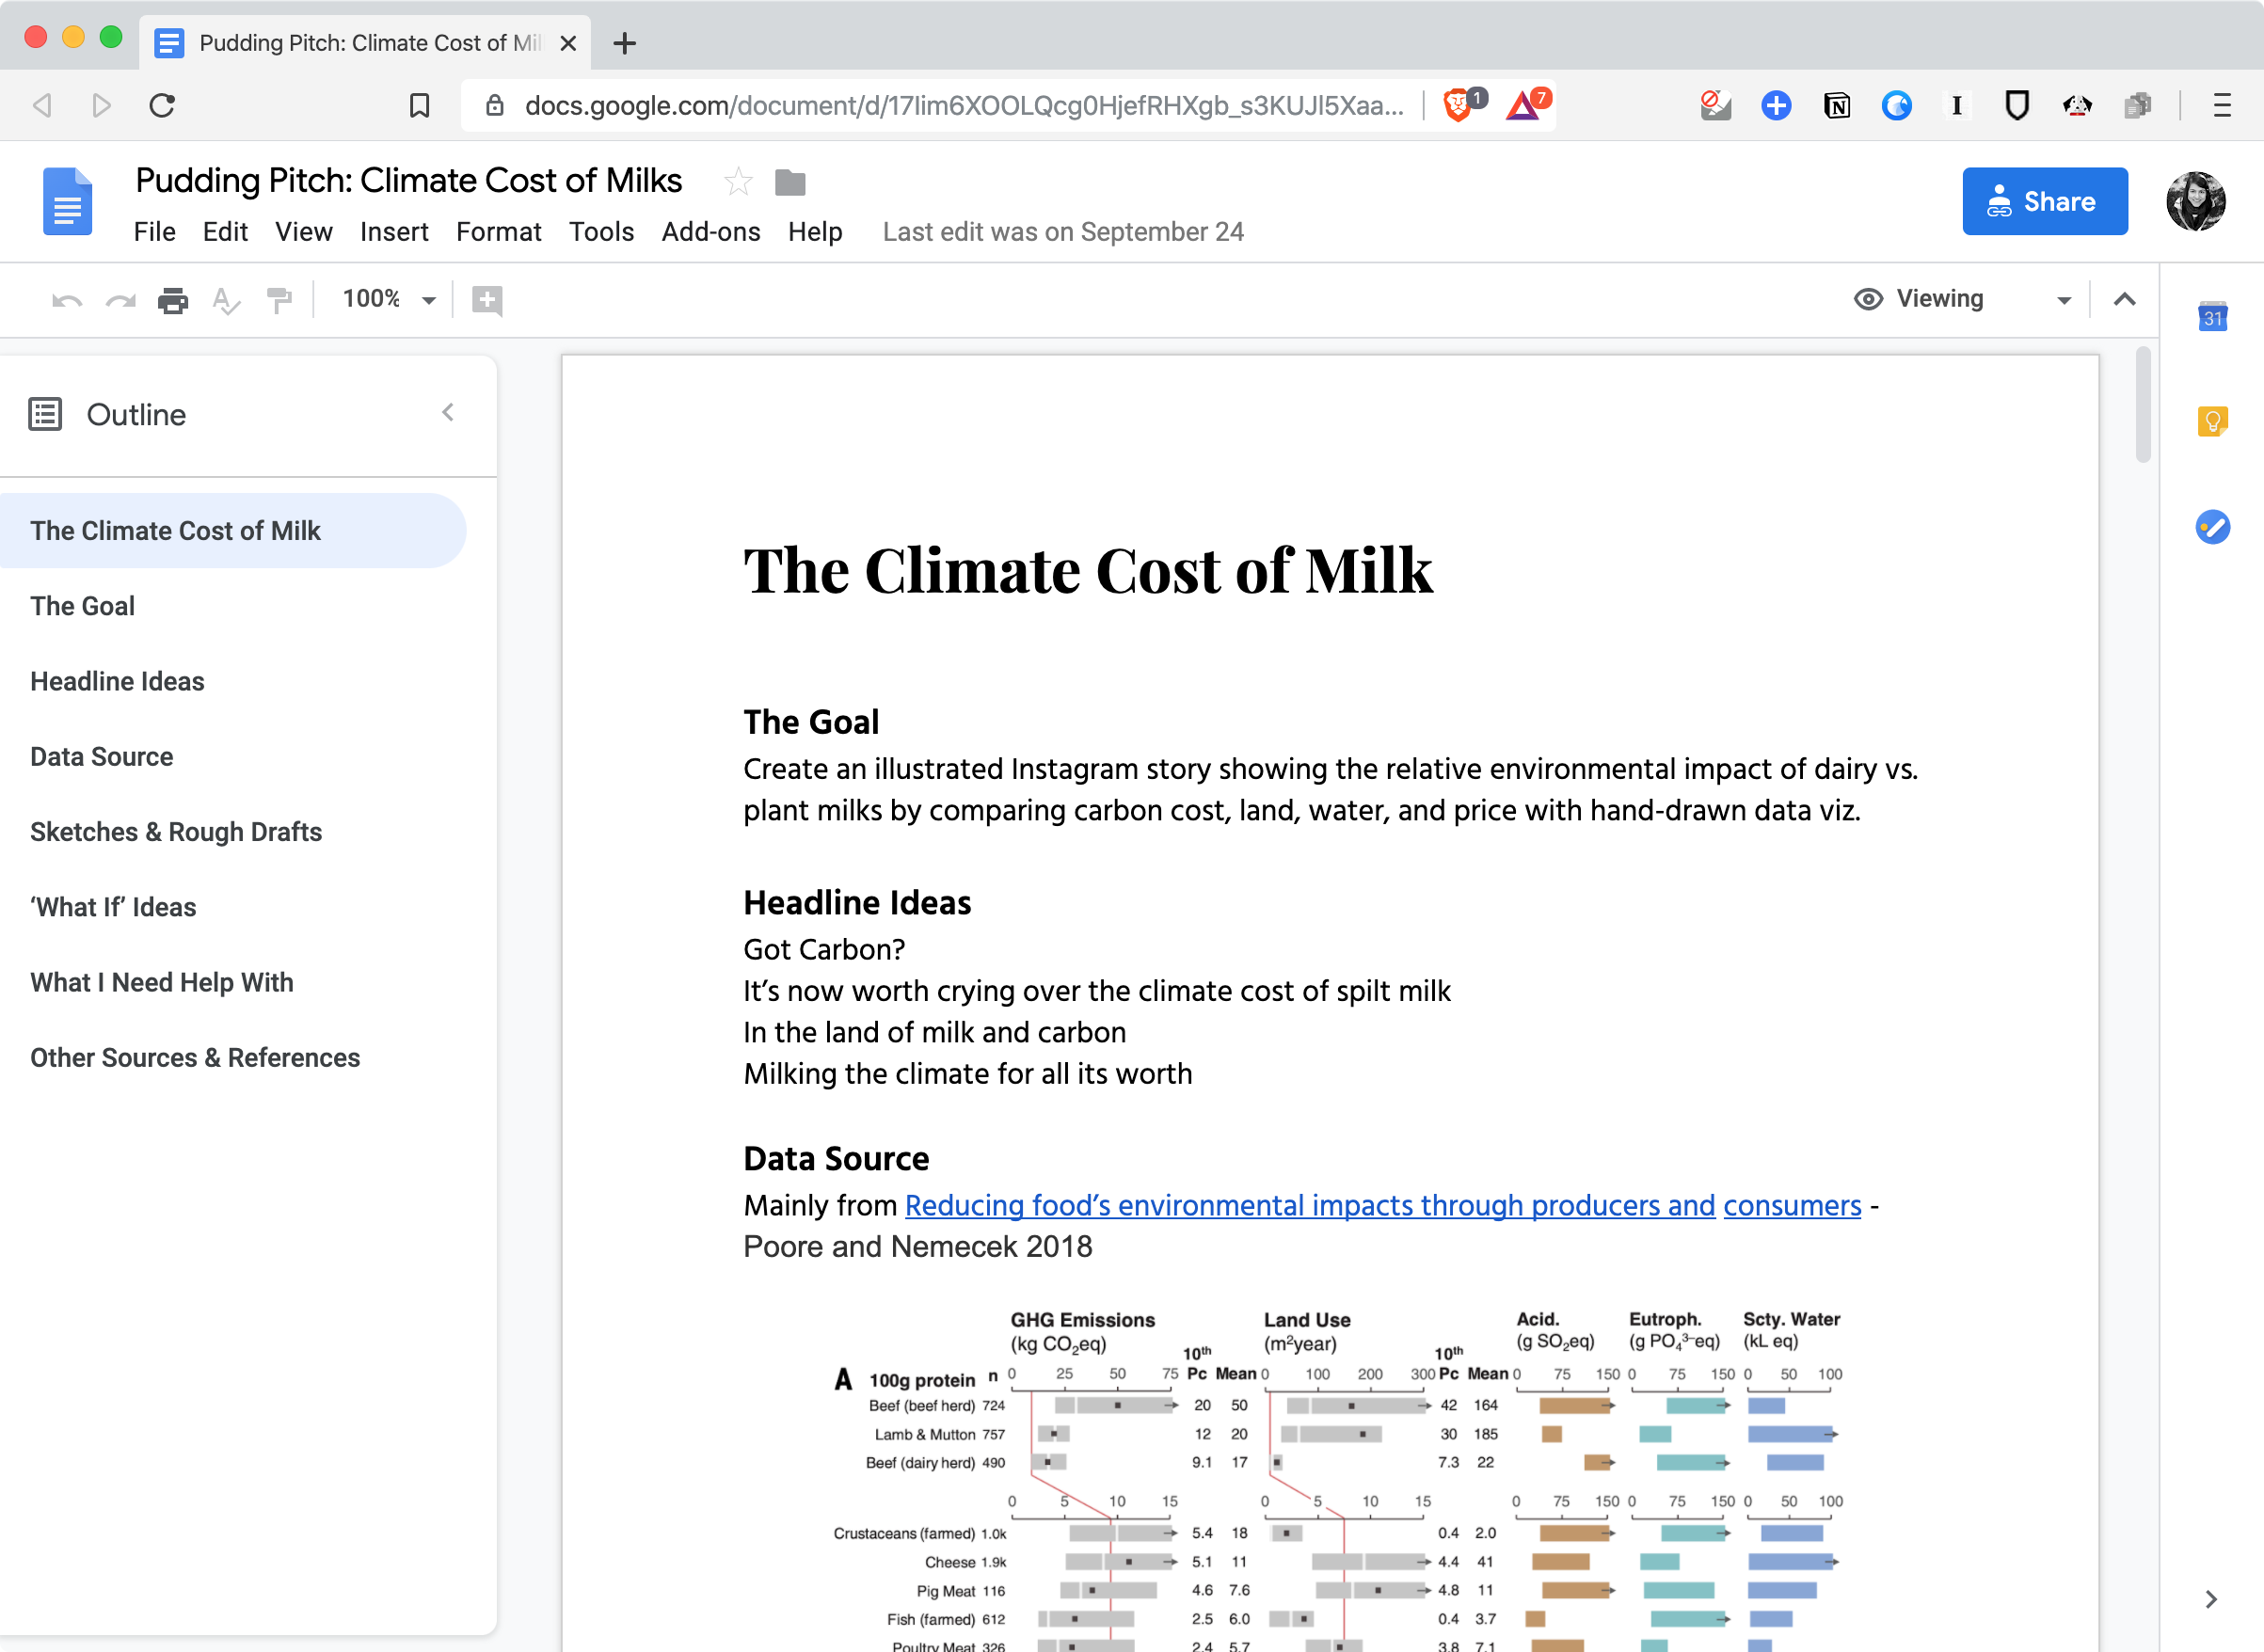 Pudding Pitch: Climate Cost of Mil
docs.google.com/document/d/17Iim6XOOLQcg0HjefRHXgb_s3KUJl5Xaa...
1
7
Pudding Pitch: Climate Cost of Milks
File Edit View Insert Format Tools Add-ons Help Last edit was on September 24
Share
100%
Viewing
31
Outline
The Climate Cost of Milk
The Goal
Headline Ideas
Data Source
Sketches & Rough Drafts
‘What If’ Ideas
What I Need Help With
Other Sources & References
The Climate Cost of Milk
The Goal
Create an illustrated Instagram story showing the relative environmental impact of dairy vs.
plant milks by comparing carbon cost, land, water, and price with hand-drawn data viz.
Headline Ideas
Got Carbon?
It’s now worth crying over the climate cost of spilt milk
In the land of milk and carbon
Milking the climate for all its worth
Data Source
Mainly from Reducing food’s environmental impacts through producers and consumers -
Poore and Nemecek 2018
GHG Emissions Land Use Acid. Eutroph. Scty. Water
(kg CO₂eq) 10th (m²year) 10th (g SO₂eq) (g PO₄³⁻eq) (kL eq)
A 100g protein n 0 25 50 75 Pc Mean 0 100 200 300 Pc Mean 0 75 150 0 75 150 0 50 100
Beef (beef herd) 724 20 50 42 164
Lamb & Mutton 757 12 20 30 185
Beef (dairy herd) 490 9.1 17 7.3 22
0 5 10 15 0 5 10 15 0 75 150 0 75 150 0 50 100
Crustaceans (farmed) 1.0k 5.4 18 0.4 2.0
Cheese 1.9k 5.1 11 4.4 41
Pig Meat 116 4.6 7.6 4.8 11
Fish (farmed) 612 2.5 6.0 0.4 3.7
Poultry Meat 326 2.4 5.7 3.8 7.1